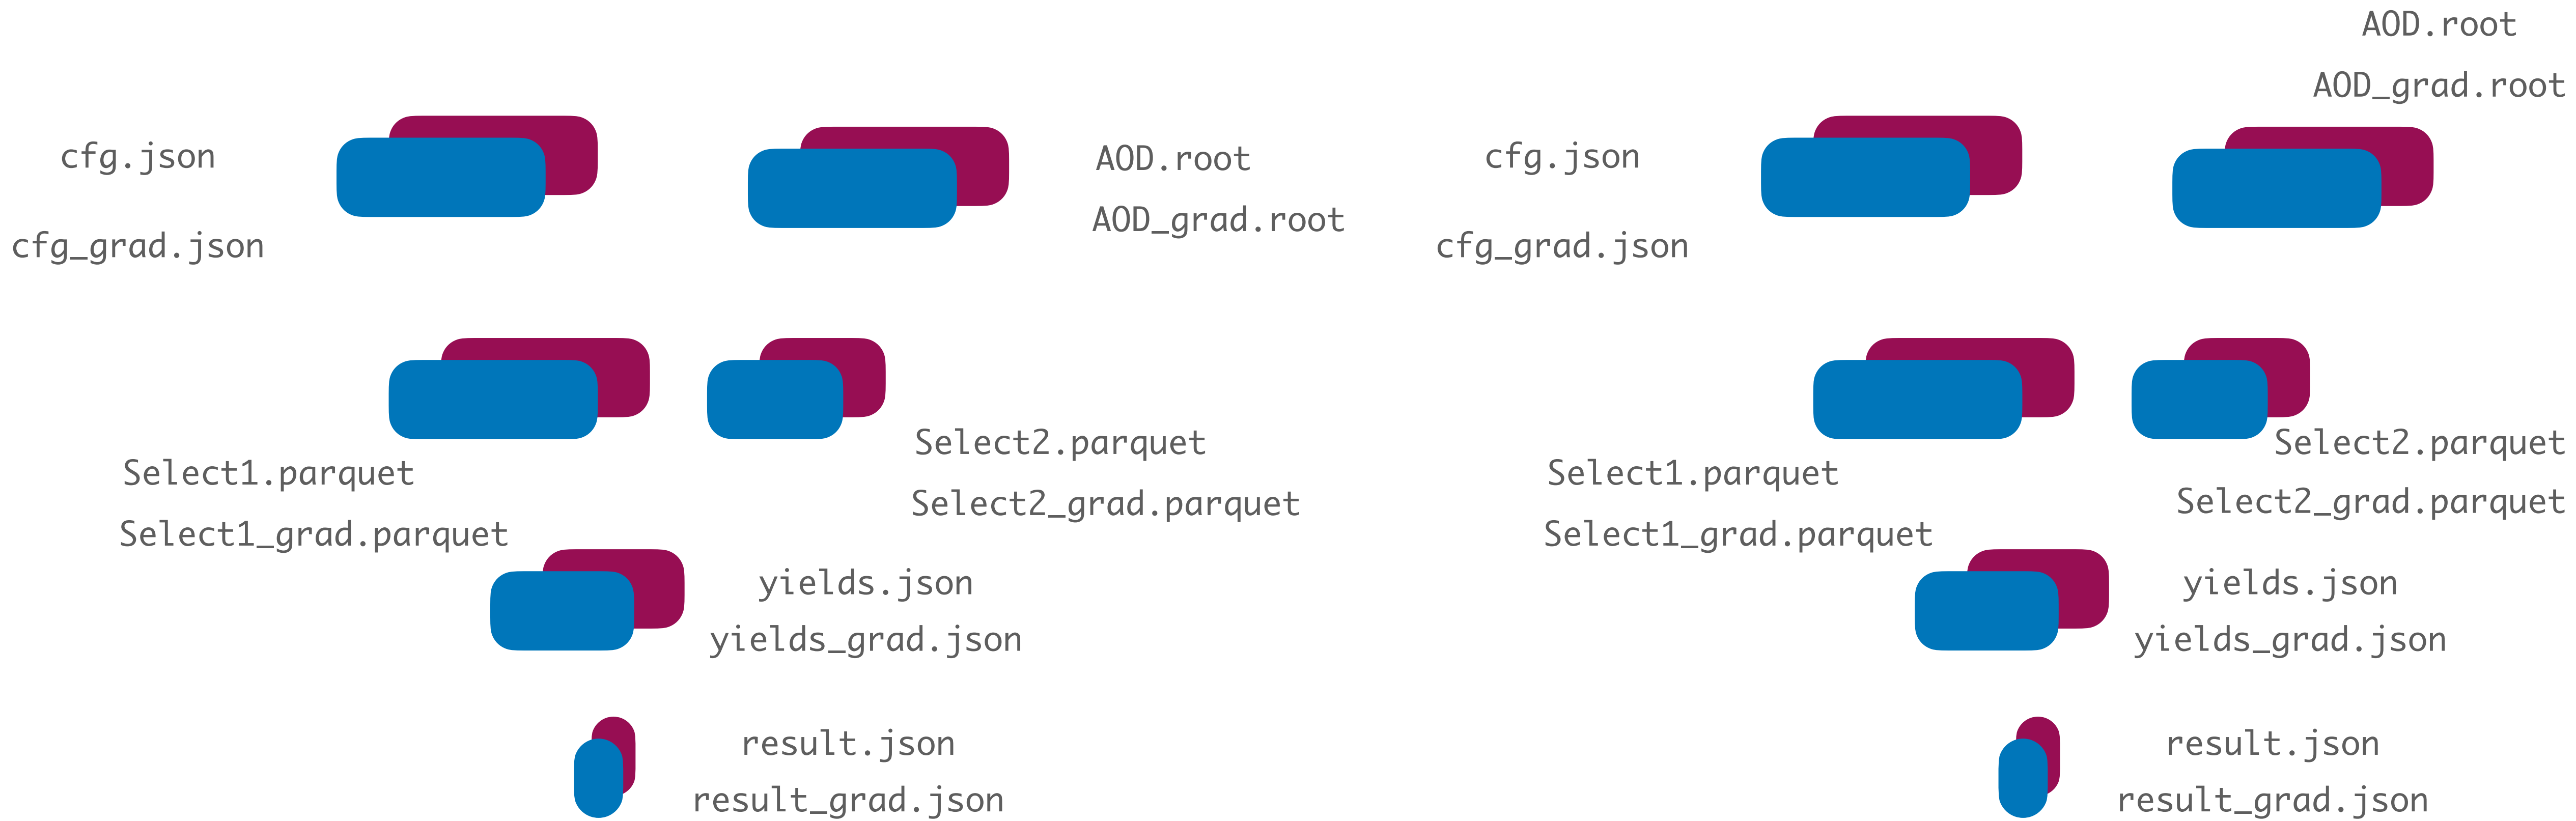 cfg.json
cfg_grad.json
AOD.root
AOD_grad.root
Select1.parquet
Select1_grad.parquet
Select2.parquet
Select2_grad.parquet
yields.json
yields_grad.json
result.json
result_grad.json
AOD.root
AOD_grad.root
cfg.json
cfg_grad.json
Select1.parquet
Select1_grad.parquet
Select2.parquet
Select2_grad.parquet
yields.json
yields_grad.json
result.json
result_grad.json